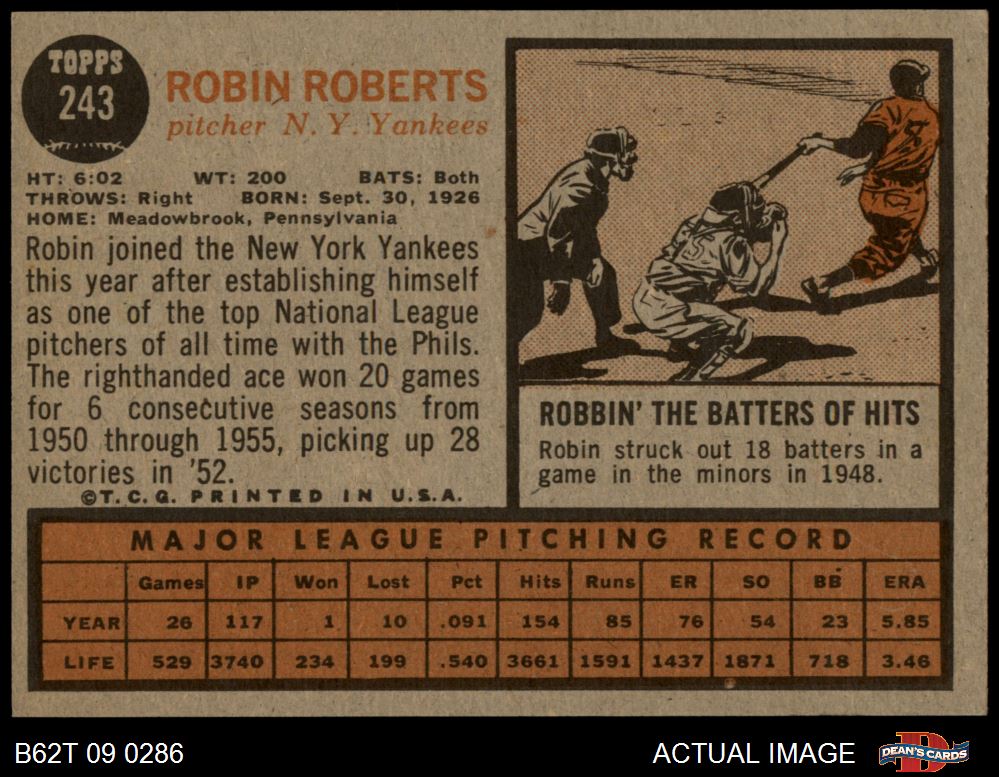 TOPPS
243
ROBIN ROBERTS
pitcher N. Y. Yankees
HT: 6:02 WT: 200 BATS: Both
THROWS: Right BORN: Sept. 30, 1926
HOME: Meadowbrook, Pennsylvania
Robin joined the New York Yankees
this year after establishing himself
as one of the top National League
pitchers of all time with the Phils.
The righthanded ace won 20 games
for 6 consecutive seasons from
1950 through 1955, picking up 28
victories in '52.
©T.C.G. PRINTED IN U.S.A.
ROBBIN' THE BATTERS OF HITS
Robin struck out 18 batters in a
game in the minors in 1948.
MAJOR LEAGUE PITCHING RECORD
Games IP Won Lost Pct Hits Runs ER SO BB ERA
YEAR 26 117 1 10 .091 154 85 76 54 23 5.85
LIFE 529 3740 234 199 .540 3661 1591 1437 1871 718 3.46
B62T 09 0286 ACTUAL IMAGE DEAN'S CARDS